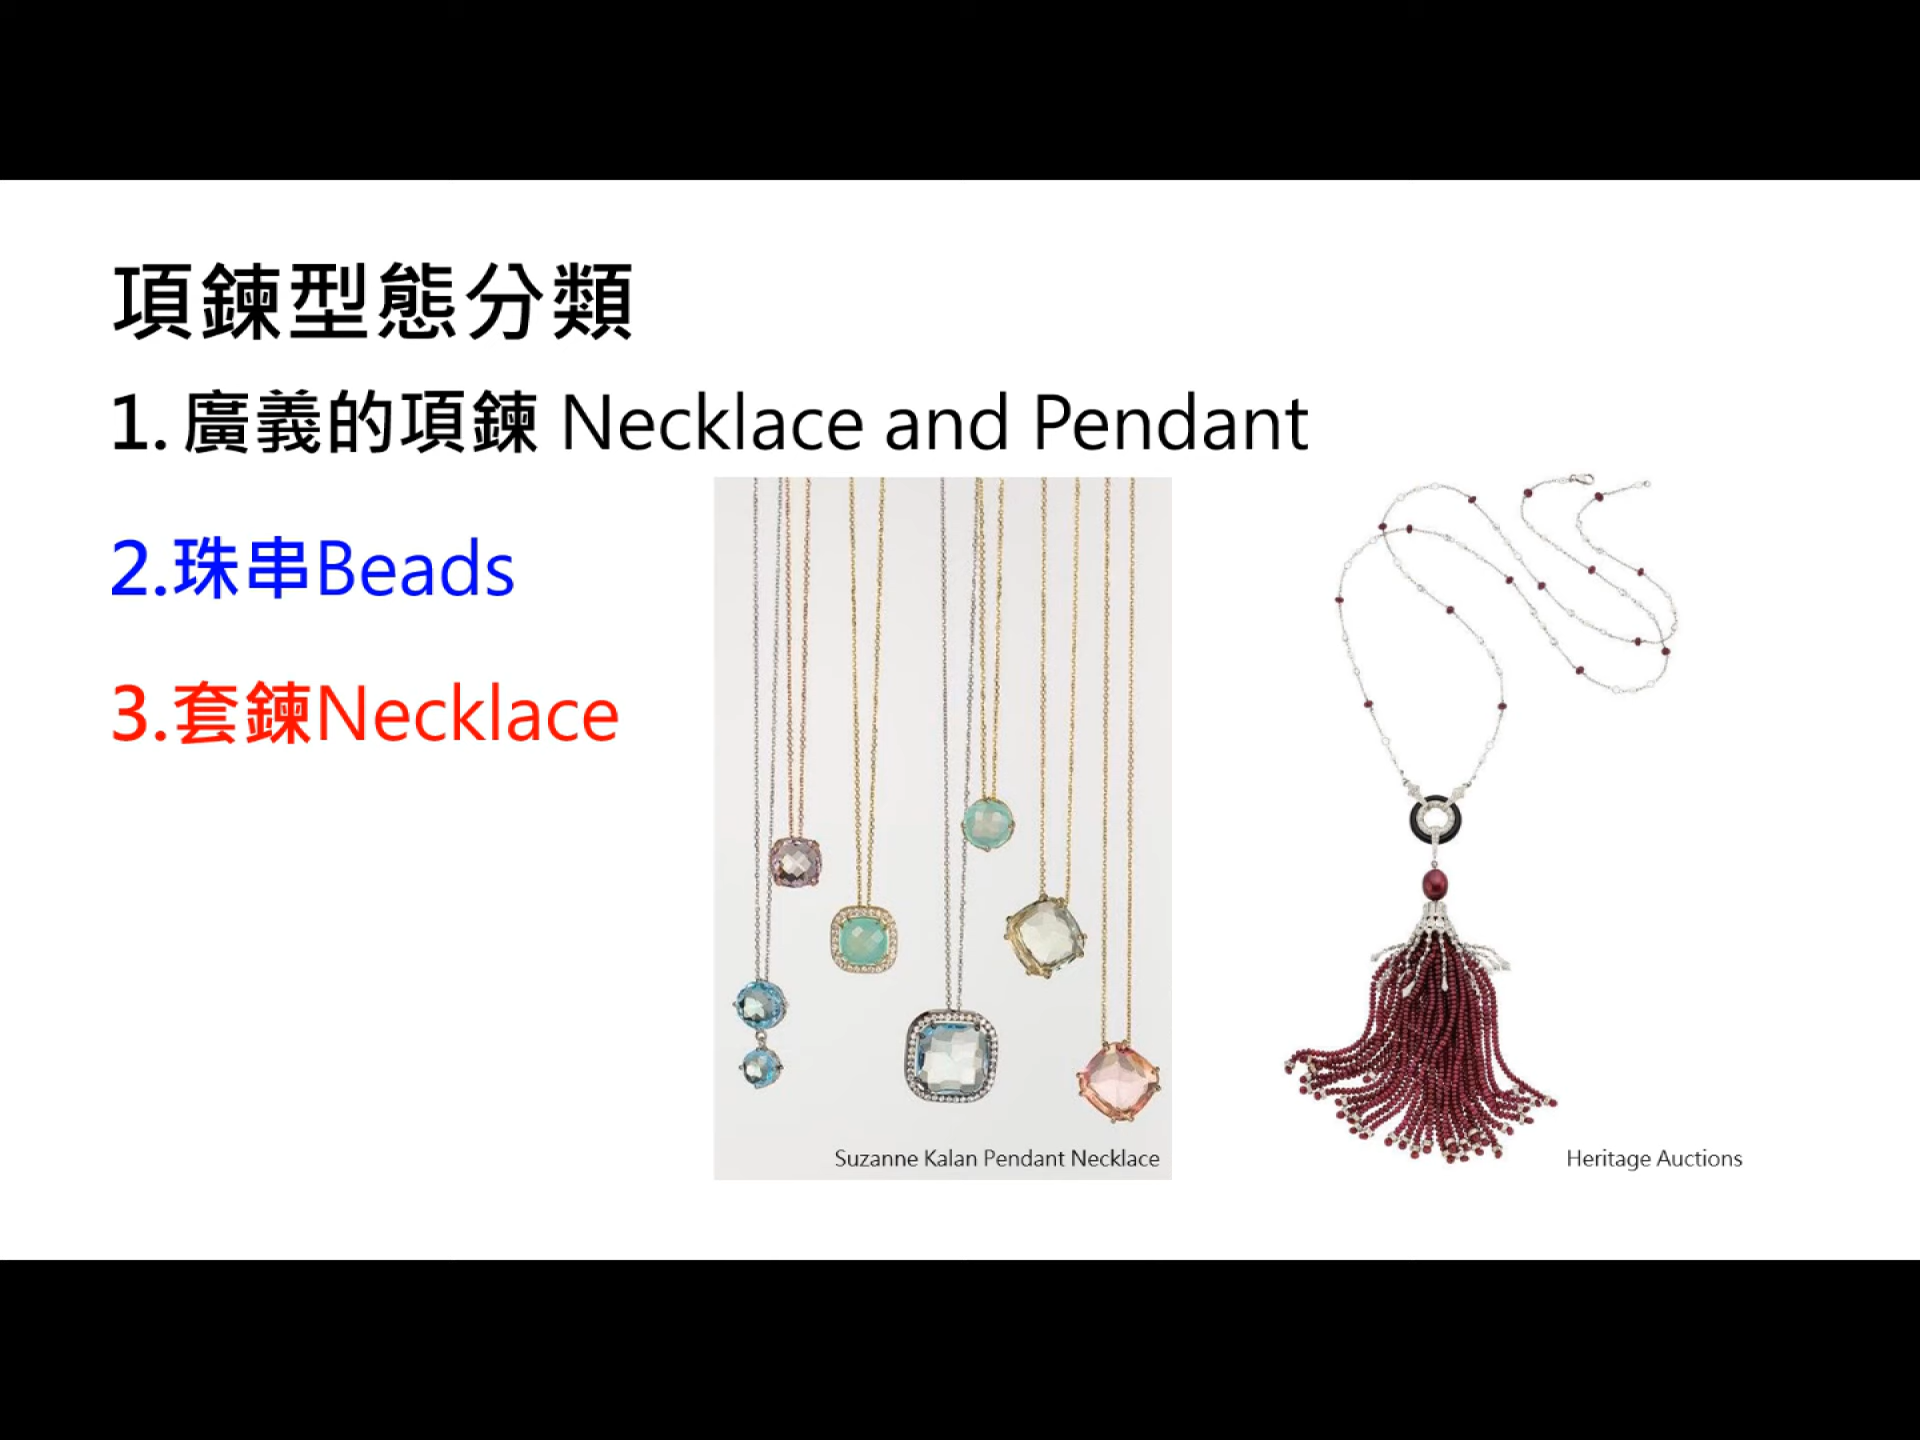 項鍊型態分類
1. 廣義的項鍊 Necklace and Pendant
2.珠串Beads
3.套鍊Necklace
Suzanne Kalan Pendant Necklace
Heritage Auctions